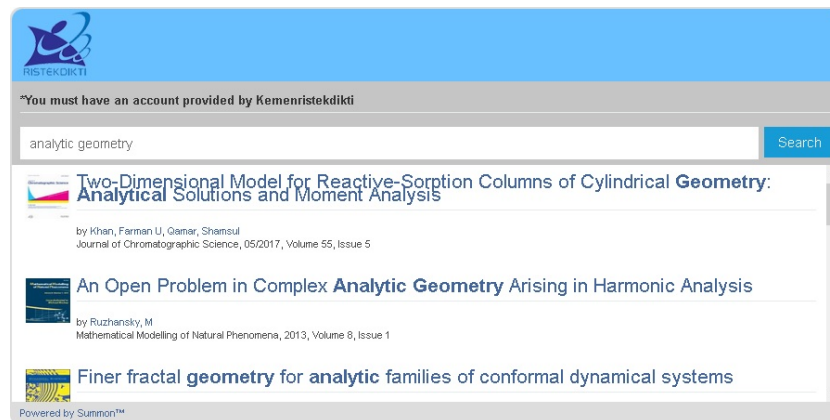 RISTEKDIKTI
*You must have an account provided by Kemenristekdikti
analytic geometry
Search
Two-Dimensional Model for Reactive-Sorption Columns of Cylindrical Geometry:
Analytical Solutions and Moment Analysis
by Khan, Farman U, Qamar, Shamsul
Journal of Chromatographic Science, 05/2017, Volume 55, Issue 5
An Open Problem in Complex Analytic Geometry Arising in Harmonic Analysis
by Ruzhansky, M
Mathematical Modelling of Natural Phenomena, 2013, Volume 8, Issue 1
Finer fractal geometry for analytic families of conformal dynamical systems
Powered by Summon™